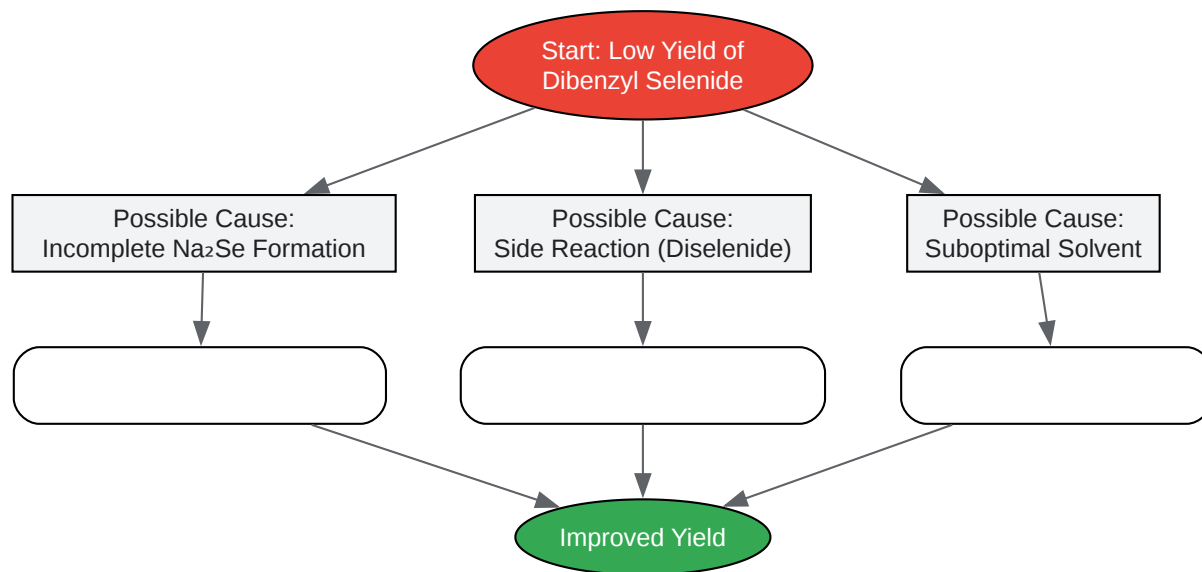 Start: Low Yield of
Dibenzyl Selenide
Possible Cause:
Incomplete Na₂Se Formation
Possible Cause:
Side Reaction (Diselenide)
Possible Cause:
Suboptimal Solvent
Improved Yield